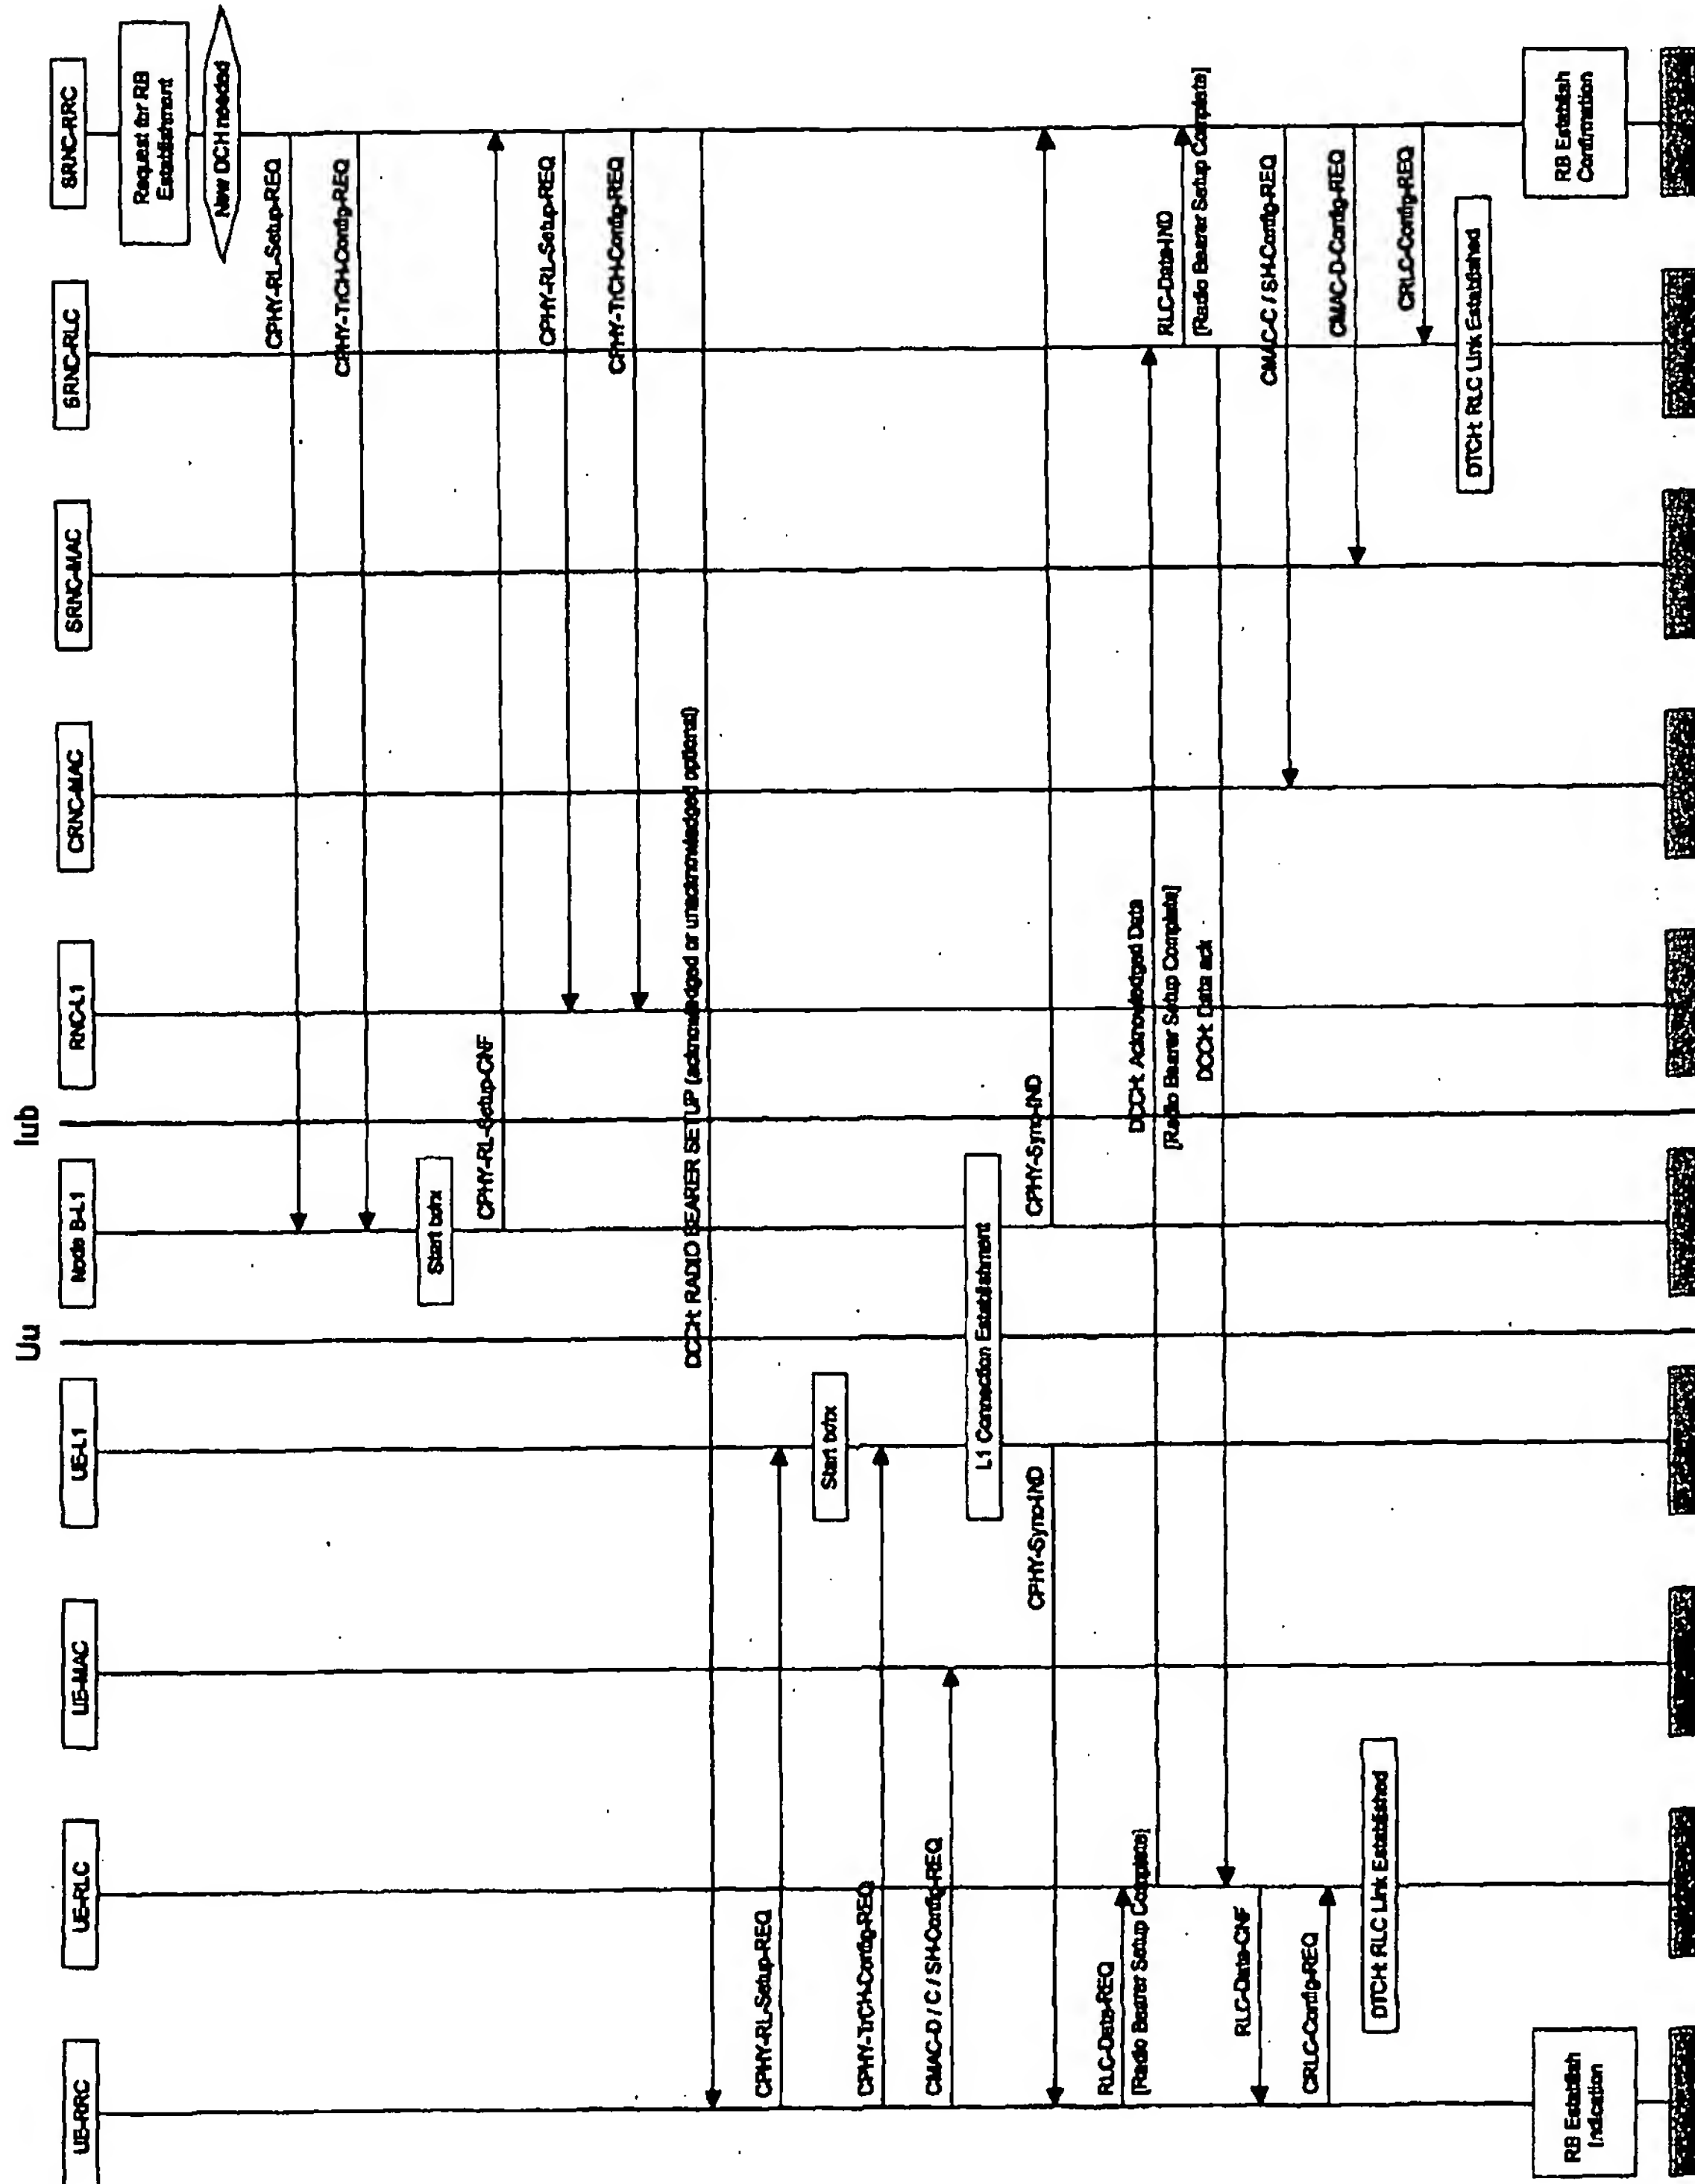 Uu
Iub
UE-RRC
UE-RLC
UE-MAC
UE-L1
Node B-L1
RNC-L1
CRNC-MAC
SRNC-MAC
SRNC-RLC
SRNC-RRC
Request for RB
Establishment
New DCH needed
CPHY-RL-Setup-REQ
CPHY-TrCH-Config-REQ
Start tx/rx
CPHY-RL-Setup-CNF
CPHY-RL-Setup-REQ
CPHY-TrCH-Config-REQ
DCCH: RADIO BEARER SETUP (acknowledged or unacknowledged optional)
CPHY-RL-Setup-REQ
Start tx/rx
CPHY-TrCH-Config-REQ
CMAC-D / C / SH-Config-REQ
L1 Connection Establishment
CPHY-Sync-IND
CPHY-Sync-IND
RLC-Data-REQ
[Radio Bearer Setup Complete]
DCCH: Acknowledged Data
[Radio Bearer Setup Complete]
RLC-Data-IND
[Radio Bearer Setup Complete]
DCCH: Data ack
RLC-Data-CNF
CMAC-C / SH-Config-REQ
CRLC-Config-REQ
CMAC-D-Config-REQ
DTCH: RLC Link Established
CRLC-Config-REQ
DTCH: RLC Link Established
RB Establish
Indication
RB Establish
Confirmation